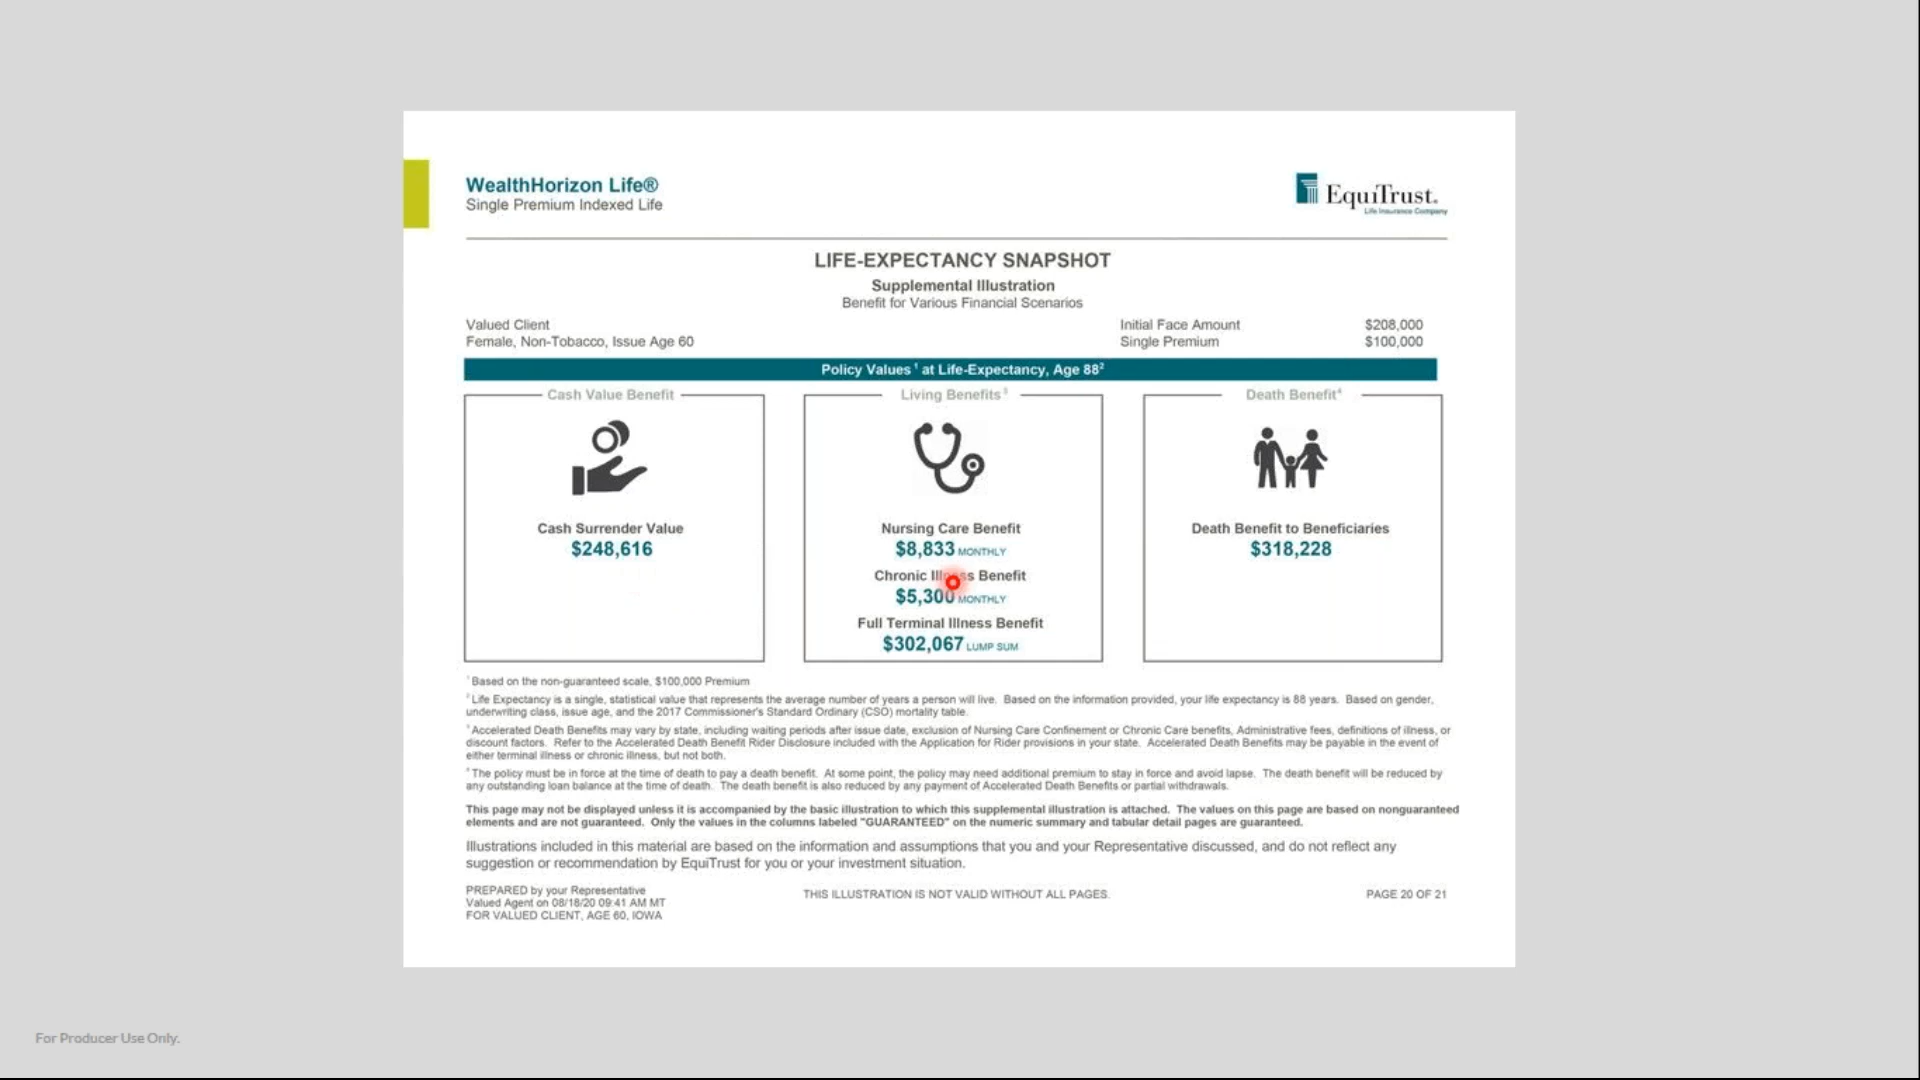 WealthHorizon Life®
Single Premium Indexed Life
EquiTrust®
Life Insurance Company
LIFE-EXPECTANCY SNAPSHOT
Supplemental Illustration
Benefit for Various Financial Scenarios
Valued Client
Female, Non-Tobacco, Issue Age 60
Initial Face Amount $208,000
Single Premium $100,000
Policy Values ¹ at Life-Expectancy, Age 88²
Cash Value Benefit
Cash Surrender Value
$248,616
Living Benefits³
Nursing Care Benefit
$8,833 MONTHLY
Chronic Illness Benefit
$5,300 MONTHLY
Full Terminal Illness Benefit
$302,067 LUMP SUM
Death Benefit⁴
Death Benefit to Beneficiaries
$318,228
¹ Based on the non-guaranteed scale, $100,000 Premium
² Life Expectancy is a single, statistical value that represents the average number of years a person will live. Based on the information provided, your life expectancy is 88 years. Based on gender,
underwriting class, issue age, and the 2017 Commissioner's Standard Ordinary (CSO) mortality table.
³ Accelerated Death Benefits may vary by state, including waiting periods after issue date, exclusion of Nursing Care Confinement or Chronic Care benefits, Administrative fees, definitions of illness, or
discount factors. Refer to the Accelerated Death Benefit Rider Disclosure included with the Application for Rider provisions in your state. Accelerated Death Benefits may be payable in the event of
either terminal illness or chronic illness, but not both.
⁴ The policy must be in force at the time of death to pay a death benefit. At some point, the policy may need additional premium to stay in force and avoid lapse. The death benefit will be reduced by
any outstanding loan balance at the time of death. The death benefit is also reduced by any payment of Accelerated Death Benefits or partial withdrawals.
This page may not be displayed unless it is accompanied by the basic illustration to which this supplemental illustration is attached. The values on this page are based on nonguaranteed
elements and are not guaranteed. Only the values in the columns labeled "GUARANTEED" on the numeric summary and tabular detail pages are guaranteed.
Illustrations included in this material are based on the information and assumptions that you and your Representative discussed, and do not reflect any
suggestion or recommendation by EquiTrust for you or your investment situation.
PREPARED by your Representative
Valued Agent on 08/18/20 09:41 AM MT
FOR VALUED CLIENT, AGE 60, IOWA
THIS ILLUSTRATION IS NOT VALID WITHOUT ALL PAGES.
PAGE 20 OF 21
For Producer Use Only.